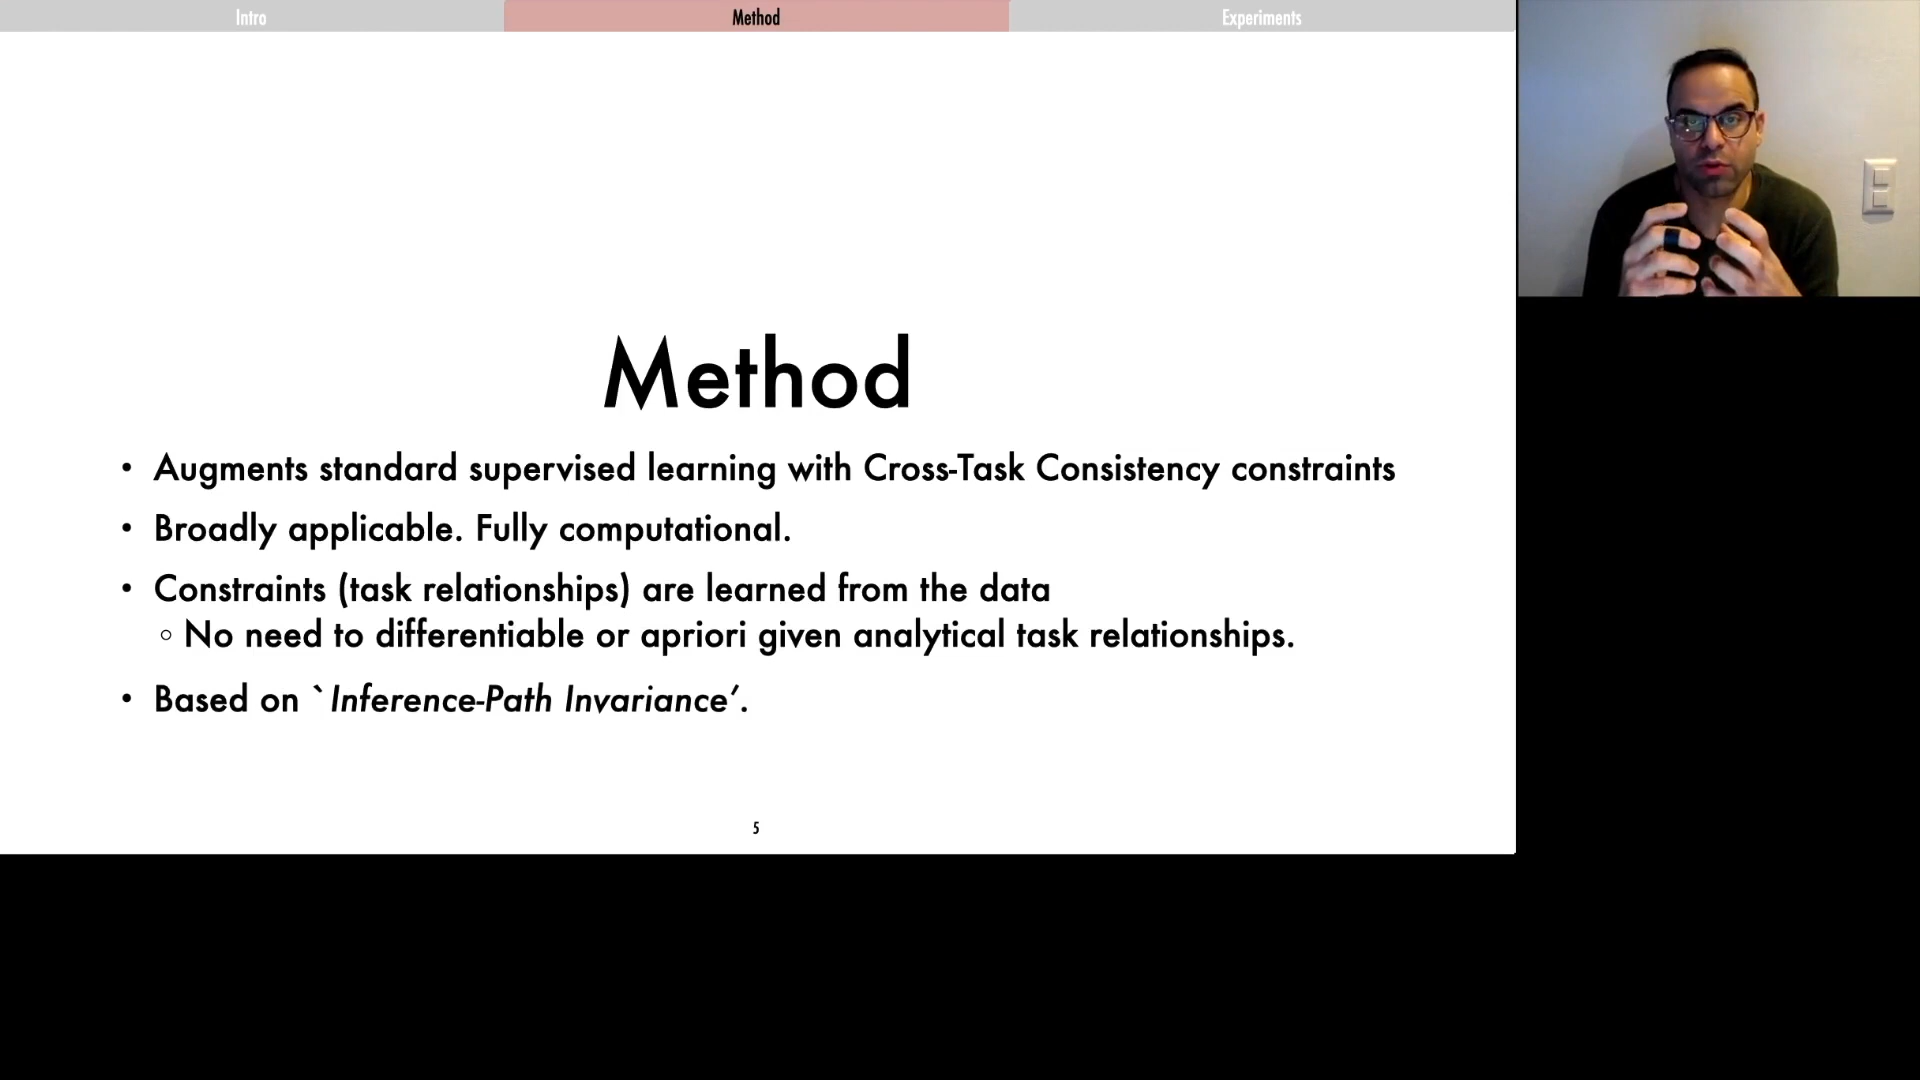 Intro
Method
Experiments
Method
• Augments standard supervised learning with Cross-Task Consistency constraints
• Broadly applicable. Fully computational.
• Constraints (task relationships) are learned from the data
◦ No need to differentiable or apriori given analytical task relationships.
• Based on `Inference-Path Invariance’.
5